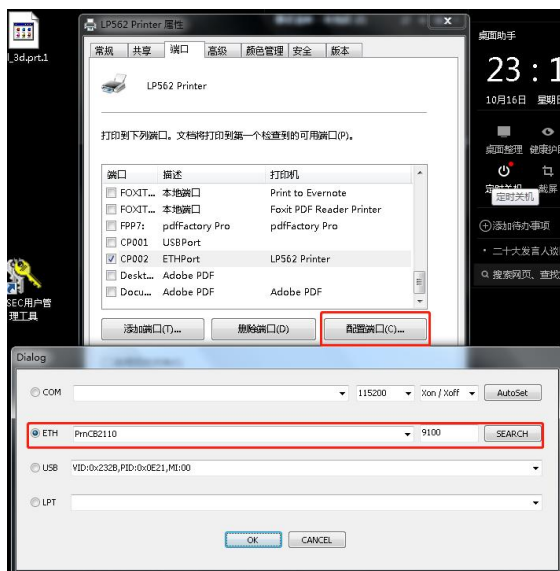 LP562 Printer 属性
常规 共享 端口 高级 颜色管理 安全 版本
LP562 Printer
打印到下列端口。文档将打印到第一个检查到的可用端口(P)。
端口 描述 打印机
FOXIT... 本地端口 Print to Evernote
FOXIT... 本地端口 Foxit PDF Reader Printer
FPP7: pdfFactory Pro pdfFactory Pro
CP001 USBPort
CP002 ETHPort LP562 Printer
Deskt... Adobe PDF
Docu... Adobe PDF Adobe PDF
添加端口(T)... 删除端口(D) 配置端口(C)...
Dialog
COM 115200 Xon / Xoff AutoSet
ETH PrnCB2110 9100 SEARCH
USB VID:0x232B,PID:0x0E21,MI:00
LPT
OK CANCEL
l_3d.prt.1
SEC用户管
理工具
桌面助手
23 : 1
10月16日 星期
桌面整理 健康护眼
定时关机 截屏
定时关机
添加待办事项
· 二十大发言人谈
搜索网页、查找